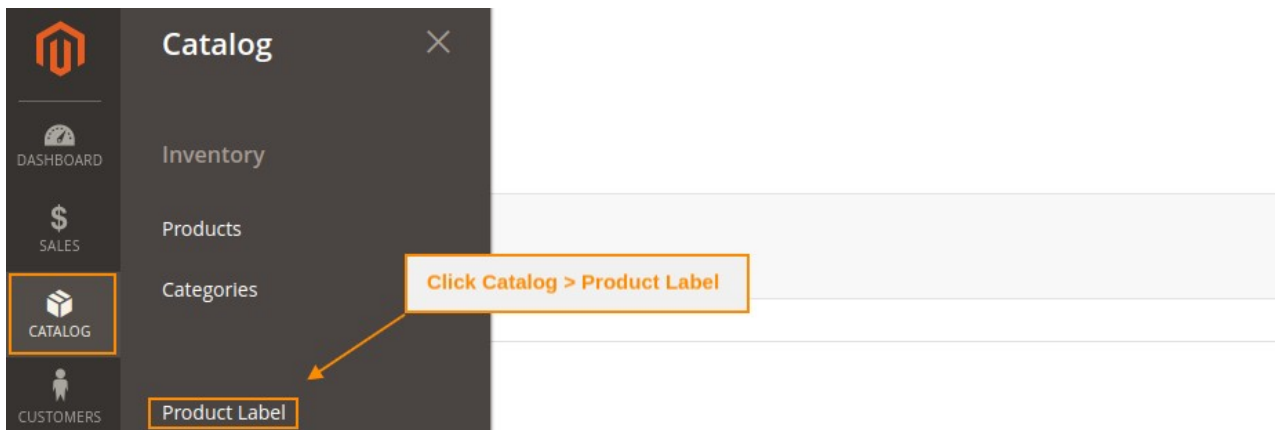 Catalog
DASHBOARD
Inventory
SALES
Products
Categories
Click Catalog > Product Label
CATALOG
CUSTOMERS
Product Label